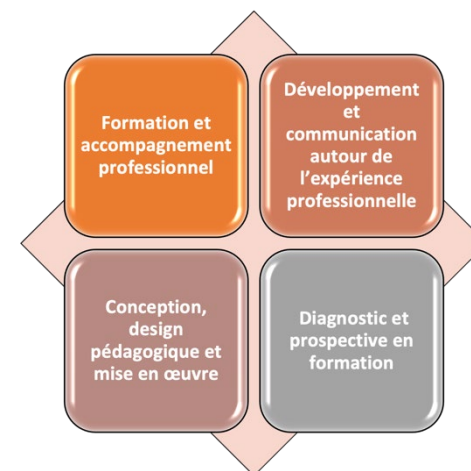 Formation et
accompagnement
professionnel
Développement
et
communication
autour de
l'expérience
professionnelle
Conception,
design
pédagogique et
mise en œuvre
Diagnostic et
prospective en
formation